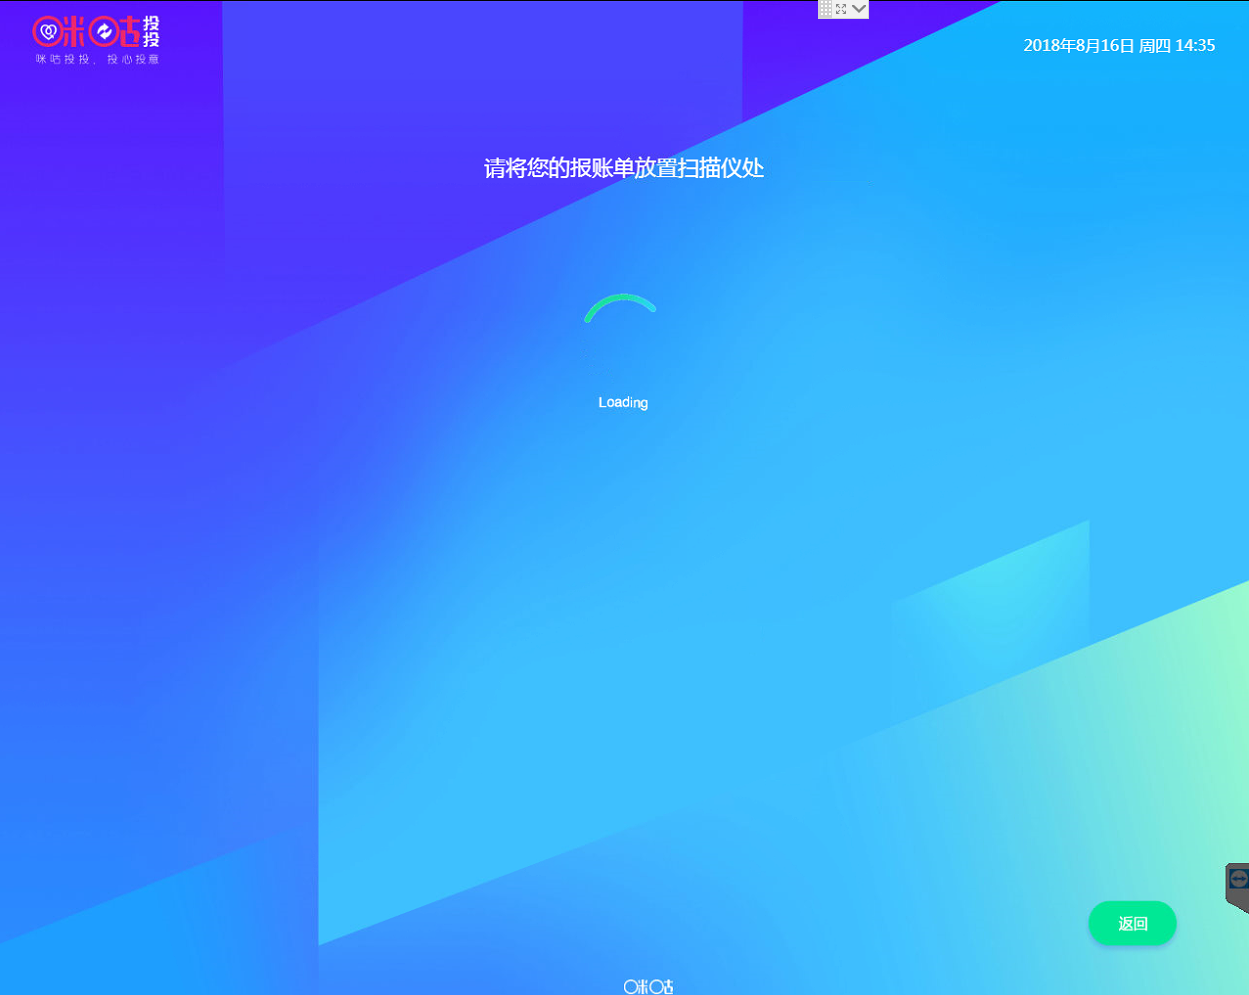 咪咕投投
咪咕投投，投心投意
2018年8月16日 周四 14:35
请将您的报账单放置扫描仪处
Loading
返回
咪咕